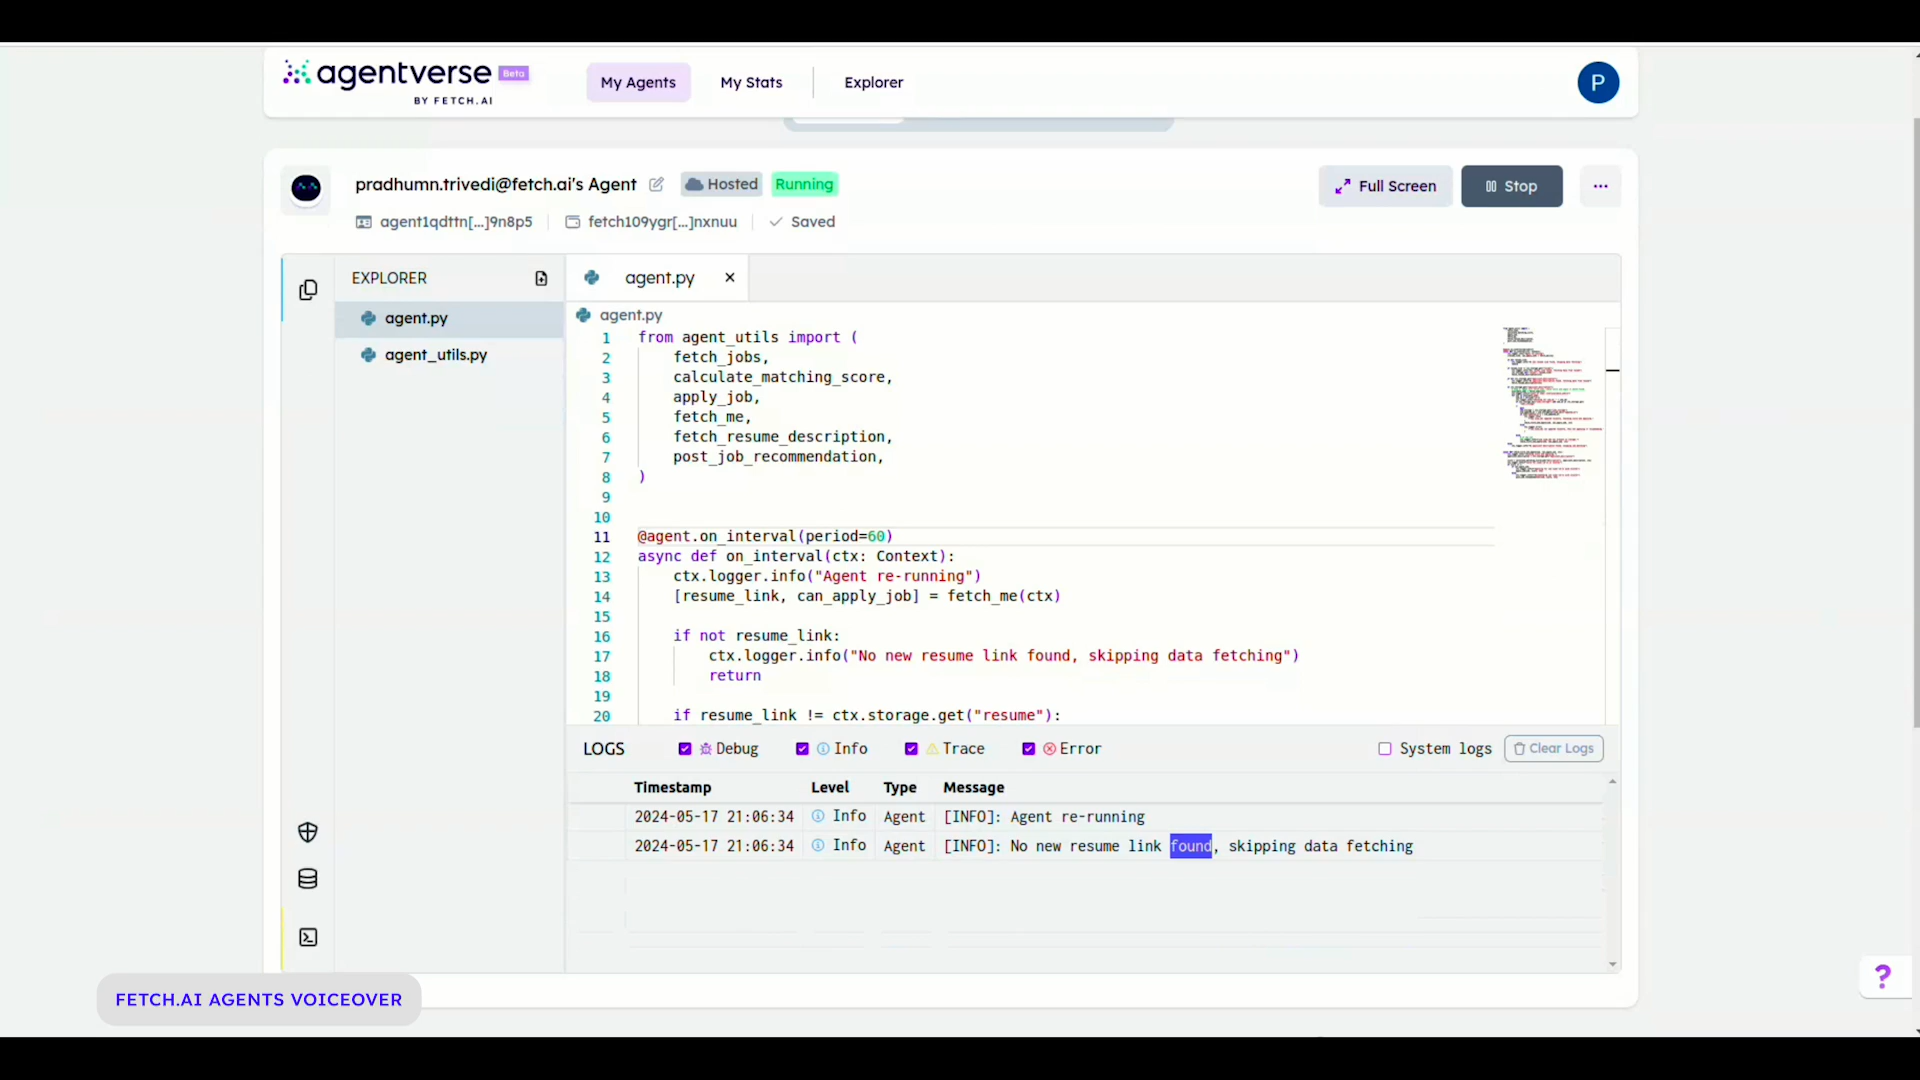 agentverse Beta
BY FETCH.AI
My Agents
My Stats
Explorer
P
pradhumn.trivedi@fetch.ai's Agent
Hosted
Running
Full Screen
Stop
agent1qdttn[...]9n8p5
fetch109ygr[...]nxnuu
Saved
EXPLORER
agent.py
agent_utils.py
agent.py
agent.py
1 from agent_utils import (
2 fetch_jobs,
3 calculate_matching_score,
4 apply_job,
5 fetch_me,
6 fetch_resume_description,
7 post_job_recommendation,
8 )
9
10
11 @agent.on_interval(period=60)
12 async def on_interval(ctx: Context):
13 ctx.logger.info("Agent re-running")
14 [resume_link, can_apply_job] = fetch_me(ctx)
15
16 if not resume_link:
17 ctx.logger.info("No new resume link found, skipping data fetching")
18 return
19
20 if resume_link != ctx.storage.get("resume"):
LOGS Debug Info Trace Error System logs Clear Logs
Timestamp Level Type Message
2024-05-17 21:06:34 Info Agent [INFO]: Agent re-running
2024-05-17 21:06:34 Info Agent [INFO]: No new resume link found, skipping data fetching
?
FETCH.AI AGENTS VOICEOVER